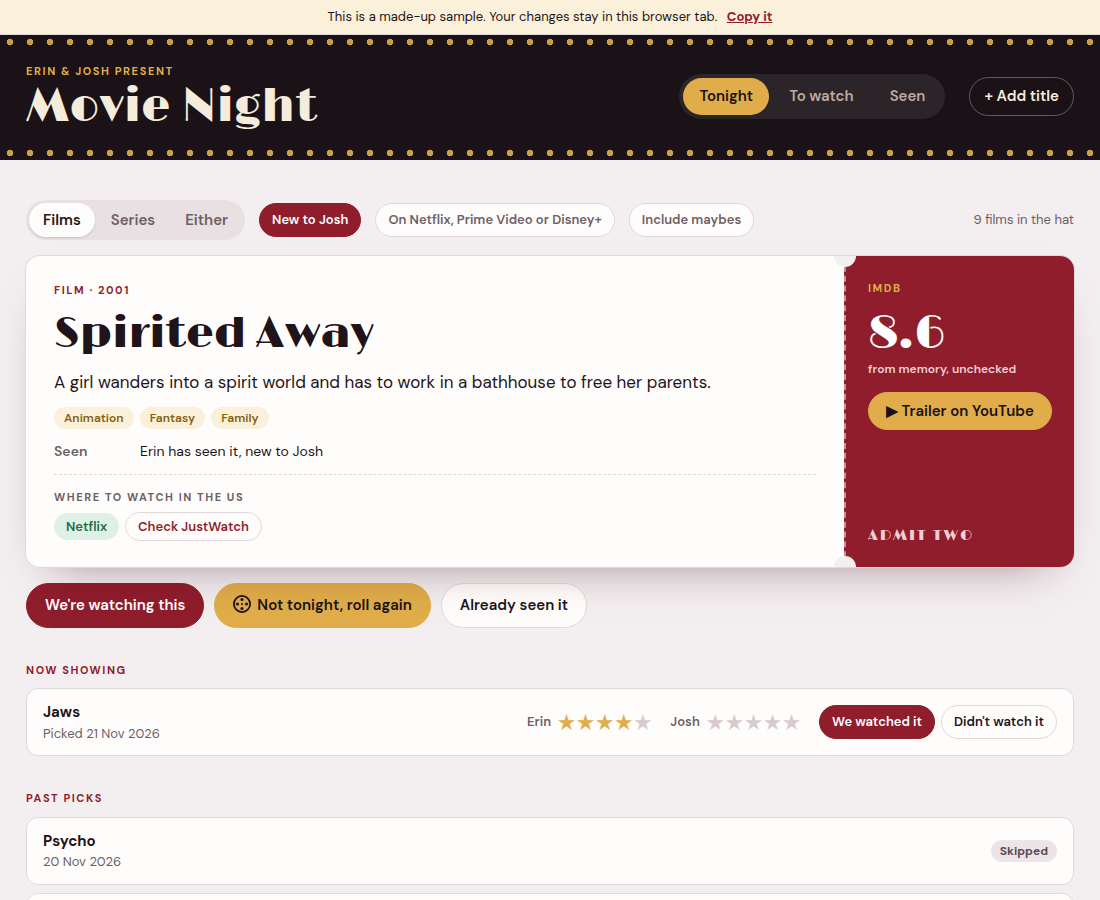 This is a made-up sample. Your changes stay in this browser tab. Copy it
ERIN & JOSH PRESENT
Movie Night
Tonight To watch Seen + Add title
Films Series Either New to Josh On Netflix, Prime Video or Disney+ Include maybes 9 films in the hat
FILM · 2001
Spirited Away
A girl wanders into a spirit world and has to work in a bathhouse to free her parents.
Animation Fantasy Family
Seen Erin has seen it, new to Josh
WHERE TO WATCH IN THE US
Netflix Check JustWatch
IMDB
8.6
from memory, unchecked
▶ Trailer on YouTube
ADMIT TWO
We're watching this Not tonight, roll again Already seen it
NOW SHOWING
Jaws
Picked 21 Nov 2026
Erin ★★★★★ Josh ★★★★★ We watched it Didn't watch it
PAST PICKS
Psycho
20 Nov 2026
Skipped